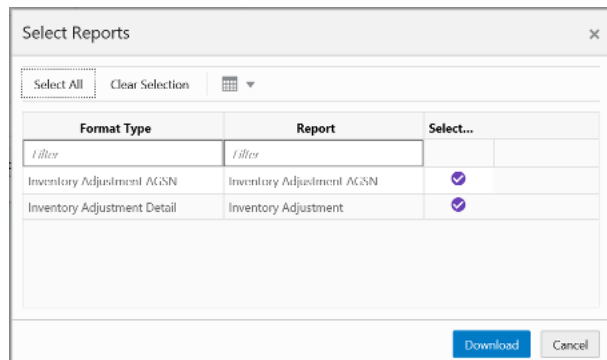 Select Reports
Select All Clear Selection
Format Type Report Select...
Filter Filter
Inventory Adjustment AGSN Inventory Adjustment AGSN
Inventory Adjustment Detail Inventory Adjustment
Download Cancel